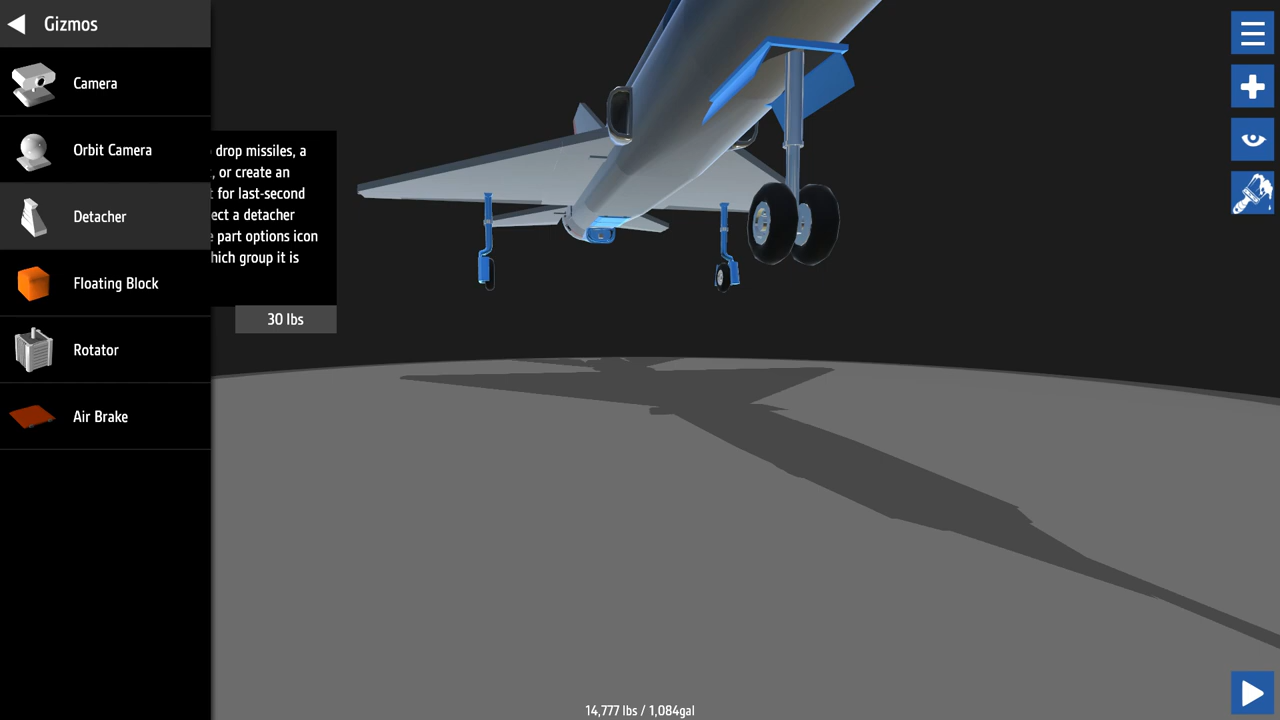 Gizmos
Camera
Orbit Camera
Detacher
Floating Block
Rotator
Air Brake
drop missiles, a
, or create an
for last-second
ect a detacher
part options icon
hich group it is
30 lbs
14,777 lbs / 1,084gal